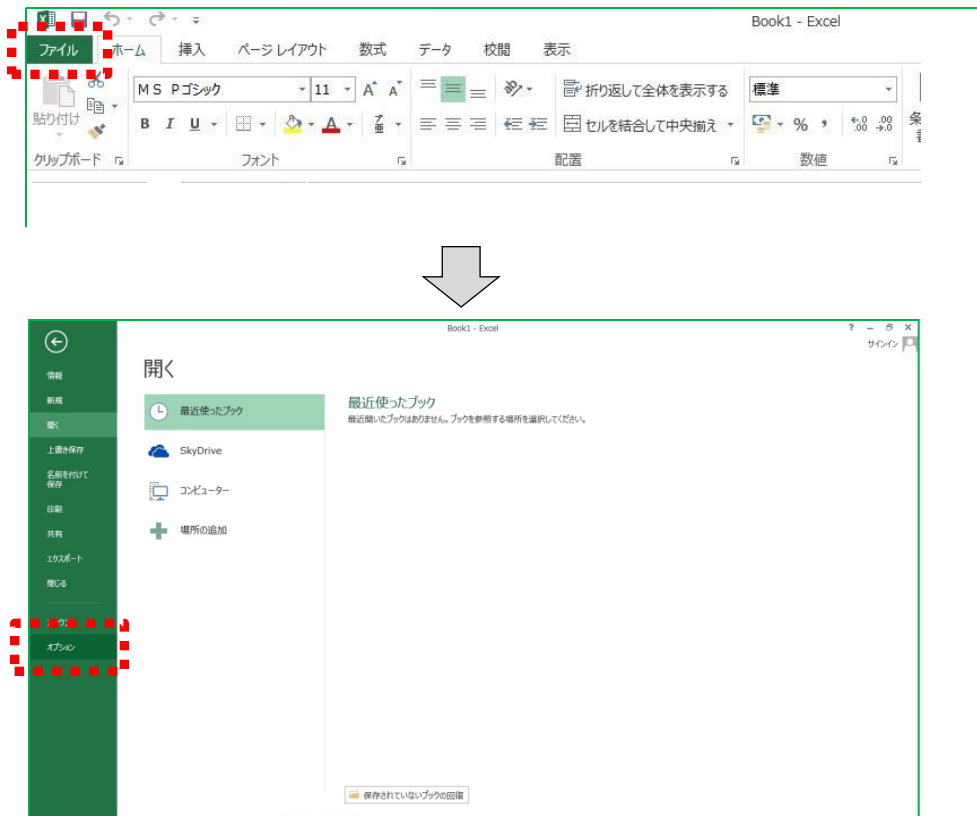 Book1 - Excel
ファイル
ホーム 挿入 ページ レイアウト 数式 データ 校閲 表示
ＭＳ Ｐゴシック 11 A A 折り返して全体を表示する 標準
貼り付け
B I U A ア 亜 セルを結合して中央揃え % , .0 .00 .00 .0
クリップボード フォント 配置 数値
Book1 - Excel ?
サインイン
開く
情報
新規
開く
上書き保存
名前を付けて
保存
印刷
共有
エクスポート
閉じる
オプション
最近使ったブック
SkyDrive
コンピューター
場所の追加
最近使ったブック
最近開いたブックはありません。ブックを参照する場所を選択してください。
保存されていないブックの回復